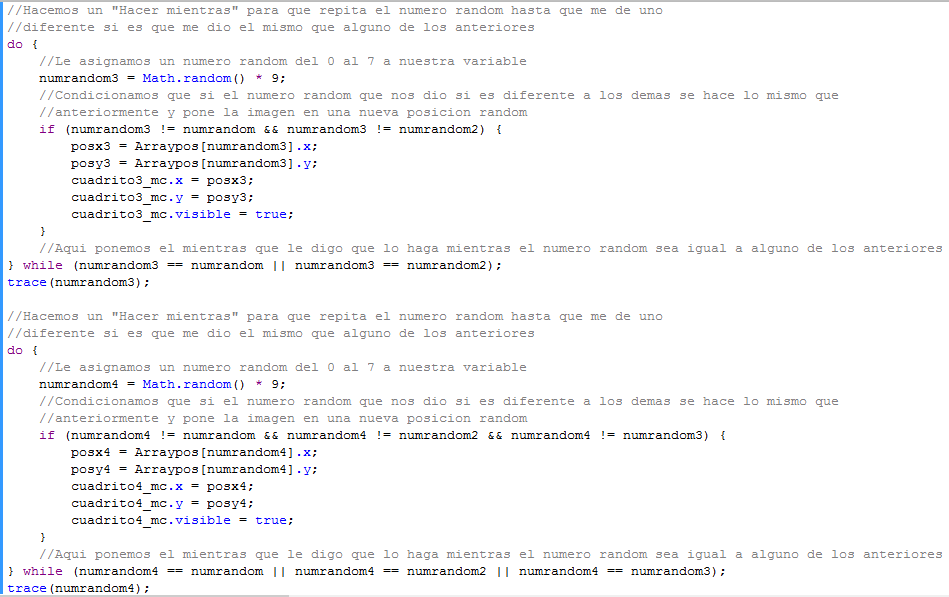 //Hacemos un "Hacer mientras" para que repita el numero random hasta que me de uno
//diferente si es que me dio el mismo que alguno de los anteriores
do {
    //Le asignamos un numero random del 0 al 7 a nuestra variable
    numrandom3 = Math.random() * 9;
    //Condicionamos que si el numero random que nos dio si es diferente a los demas se hace lo mismo que
    //anteriormente y pone la imagen en una nueva posicion random
    if (numrandom3 != numrandom && numrandom3 != numrandom2) {
        posx3 = Arraypos[numrandom3].x;
        posy3 = Arraypos[numrandom3].y;
        cuadrito3_mc.x = posx3;
        cuadrito3_mc.y = posy3;
        cuadrito3_mc.visible = true;
    }
    //Aqui ponemos el mientras que le digo que lo haga mientras el numero random sea igual a alguno de los anteriores
} while (numrandom3 == numrandom || numrandom3 == numrandom2);
trace(numrandom3);

//Hacemos un "Hacer mientras" para que repita el numero random hasta que me de uno
//diferente si es que me dio el mismo que alguno de los anteriores
do {
    //Le asignamos un numero random del 0 al 7 a nuestra variable
    numrandom4 = Math.random() * 9;
    //Condicionamos que si el numero random que nos dio si es diferente a los demas se hace lo mismo que
    //anteriormente y pone la imagen en una nueva posicion random
    if (numrandom4 != numrandom && numrandom4 != numrandom2 && numrandom4 != numrandom3) {
        posx4 = Arraypos[numrandom4].x;
        posy4 = Arraypos[numrandom4].y;
        cuadrito4_mc.x = posx4;
        cuadrito4_mc.y = posy4;
        cuadrito4_mc.visible = true;
    }
    //Aqui ponemos el mientras que le digo que lo haga mientras el numero random sea igual a alguno de los anteriores
} while (numrandom4 == numrandom || numrandom4 == numrandom2 || numrandom4 == numrandom3);
trace(numrandom4);